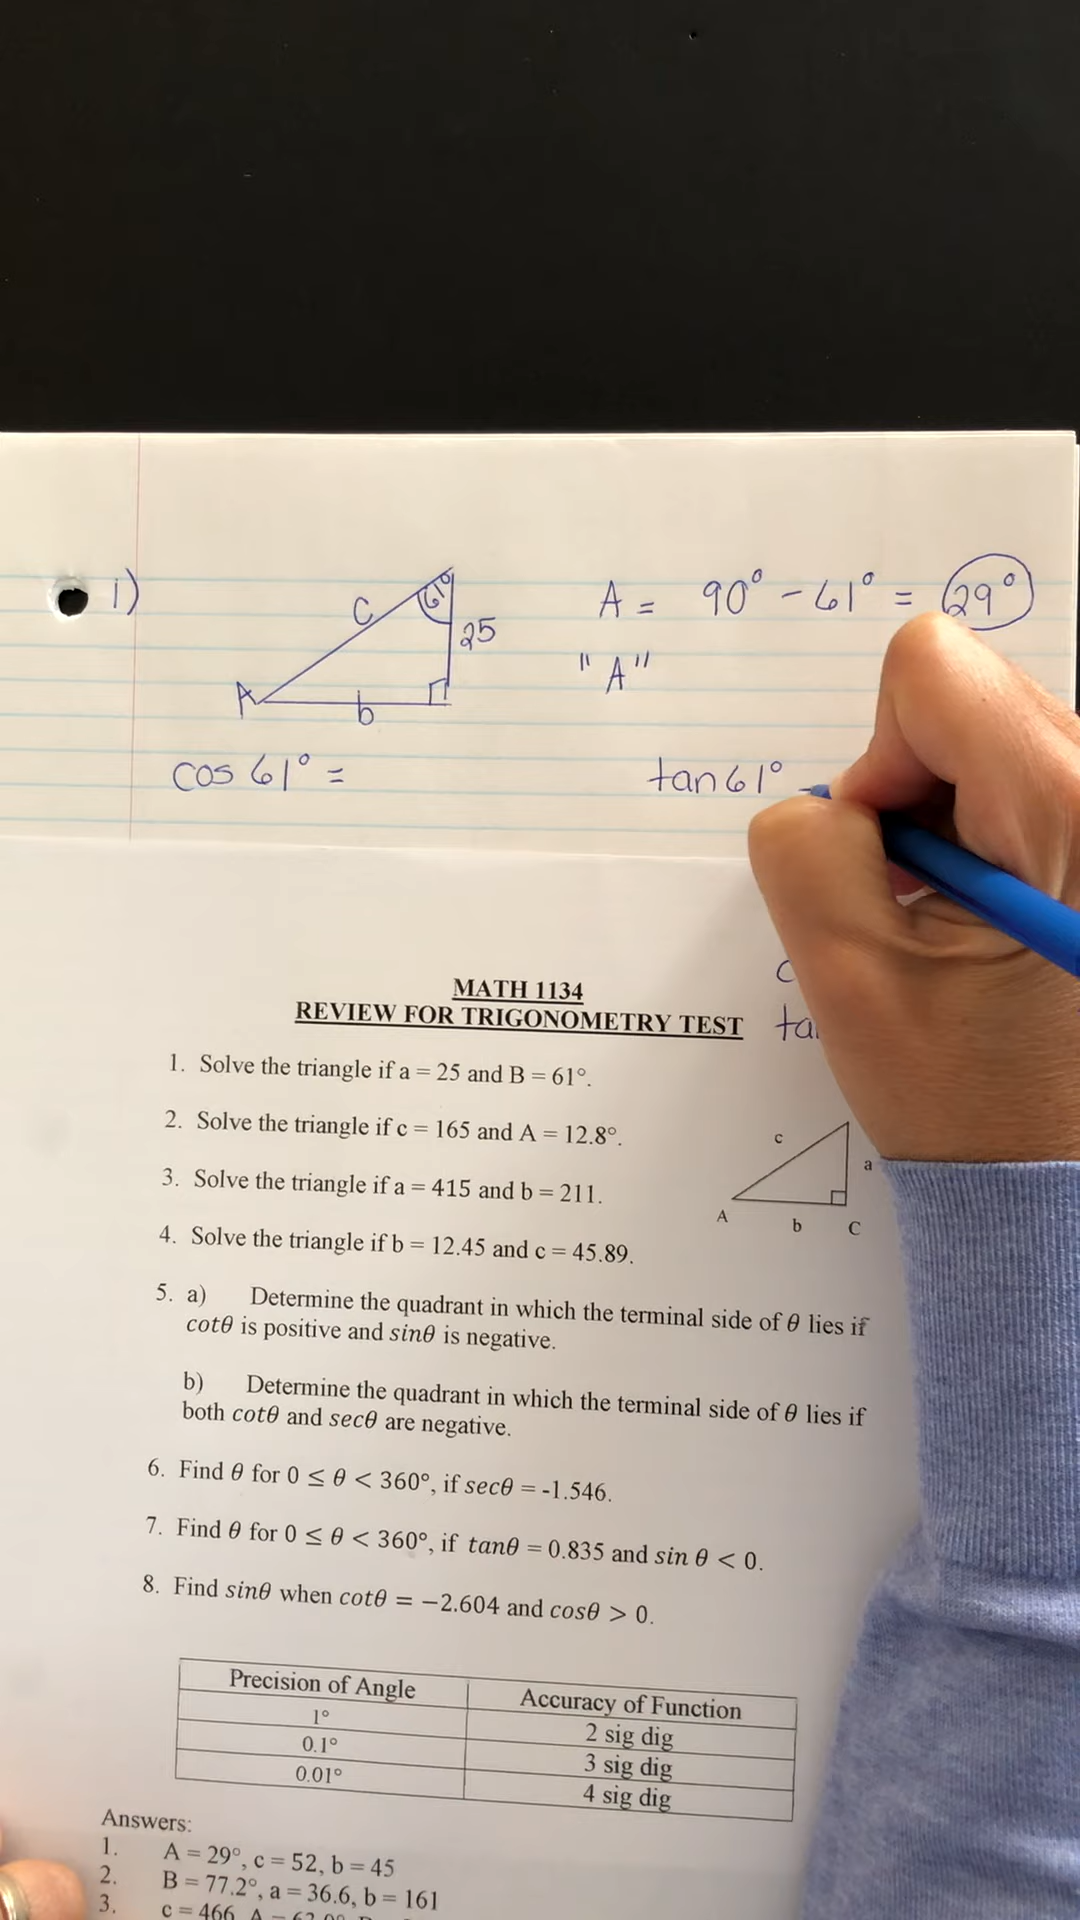 1)
C
61°
25
A
b
A = 90° - 61° = 29°
"A"
cos 61° =
tan 61°
MATH 1134
REVIEW FOR TRIGONOMETRY TEST
1. Solve the triangle if a = 25 and B = 61°.
2. Solve the triangle if c = 165 and A = 12.8°.
3. Solve the triangle if a = 415 and b = 211.
4. Solve the triangle if b = 12.45 and c = 45.89.
c
a
A
b
C
5. a) Determine the quadrant in which the terminal side of θ lies if
cotθ is positive and sinθ is negative.
b) Determine the quadrant in which the terminal side of θ lies if
both cotθ and secθ are negative.
6. Find θ for 0 ≤ θ < 360°, if secθ = -1.546.
7. Find θ for 0 ≤ θ < 360°, if tanθ = 0.835 and sin θ < 0.
8. Find sinθ when cotθ = −2.604 and cosθ > 0.
Precision of Angle Accuracy of Function
1° 2 sig dig
0.1° 3 sig dig
0.01° 4 sig dig
Answers:
1. A = 29°, c = 52, b = 45
2. B = 77.2°, a = 36.6, b = 161
3. c = 466